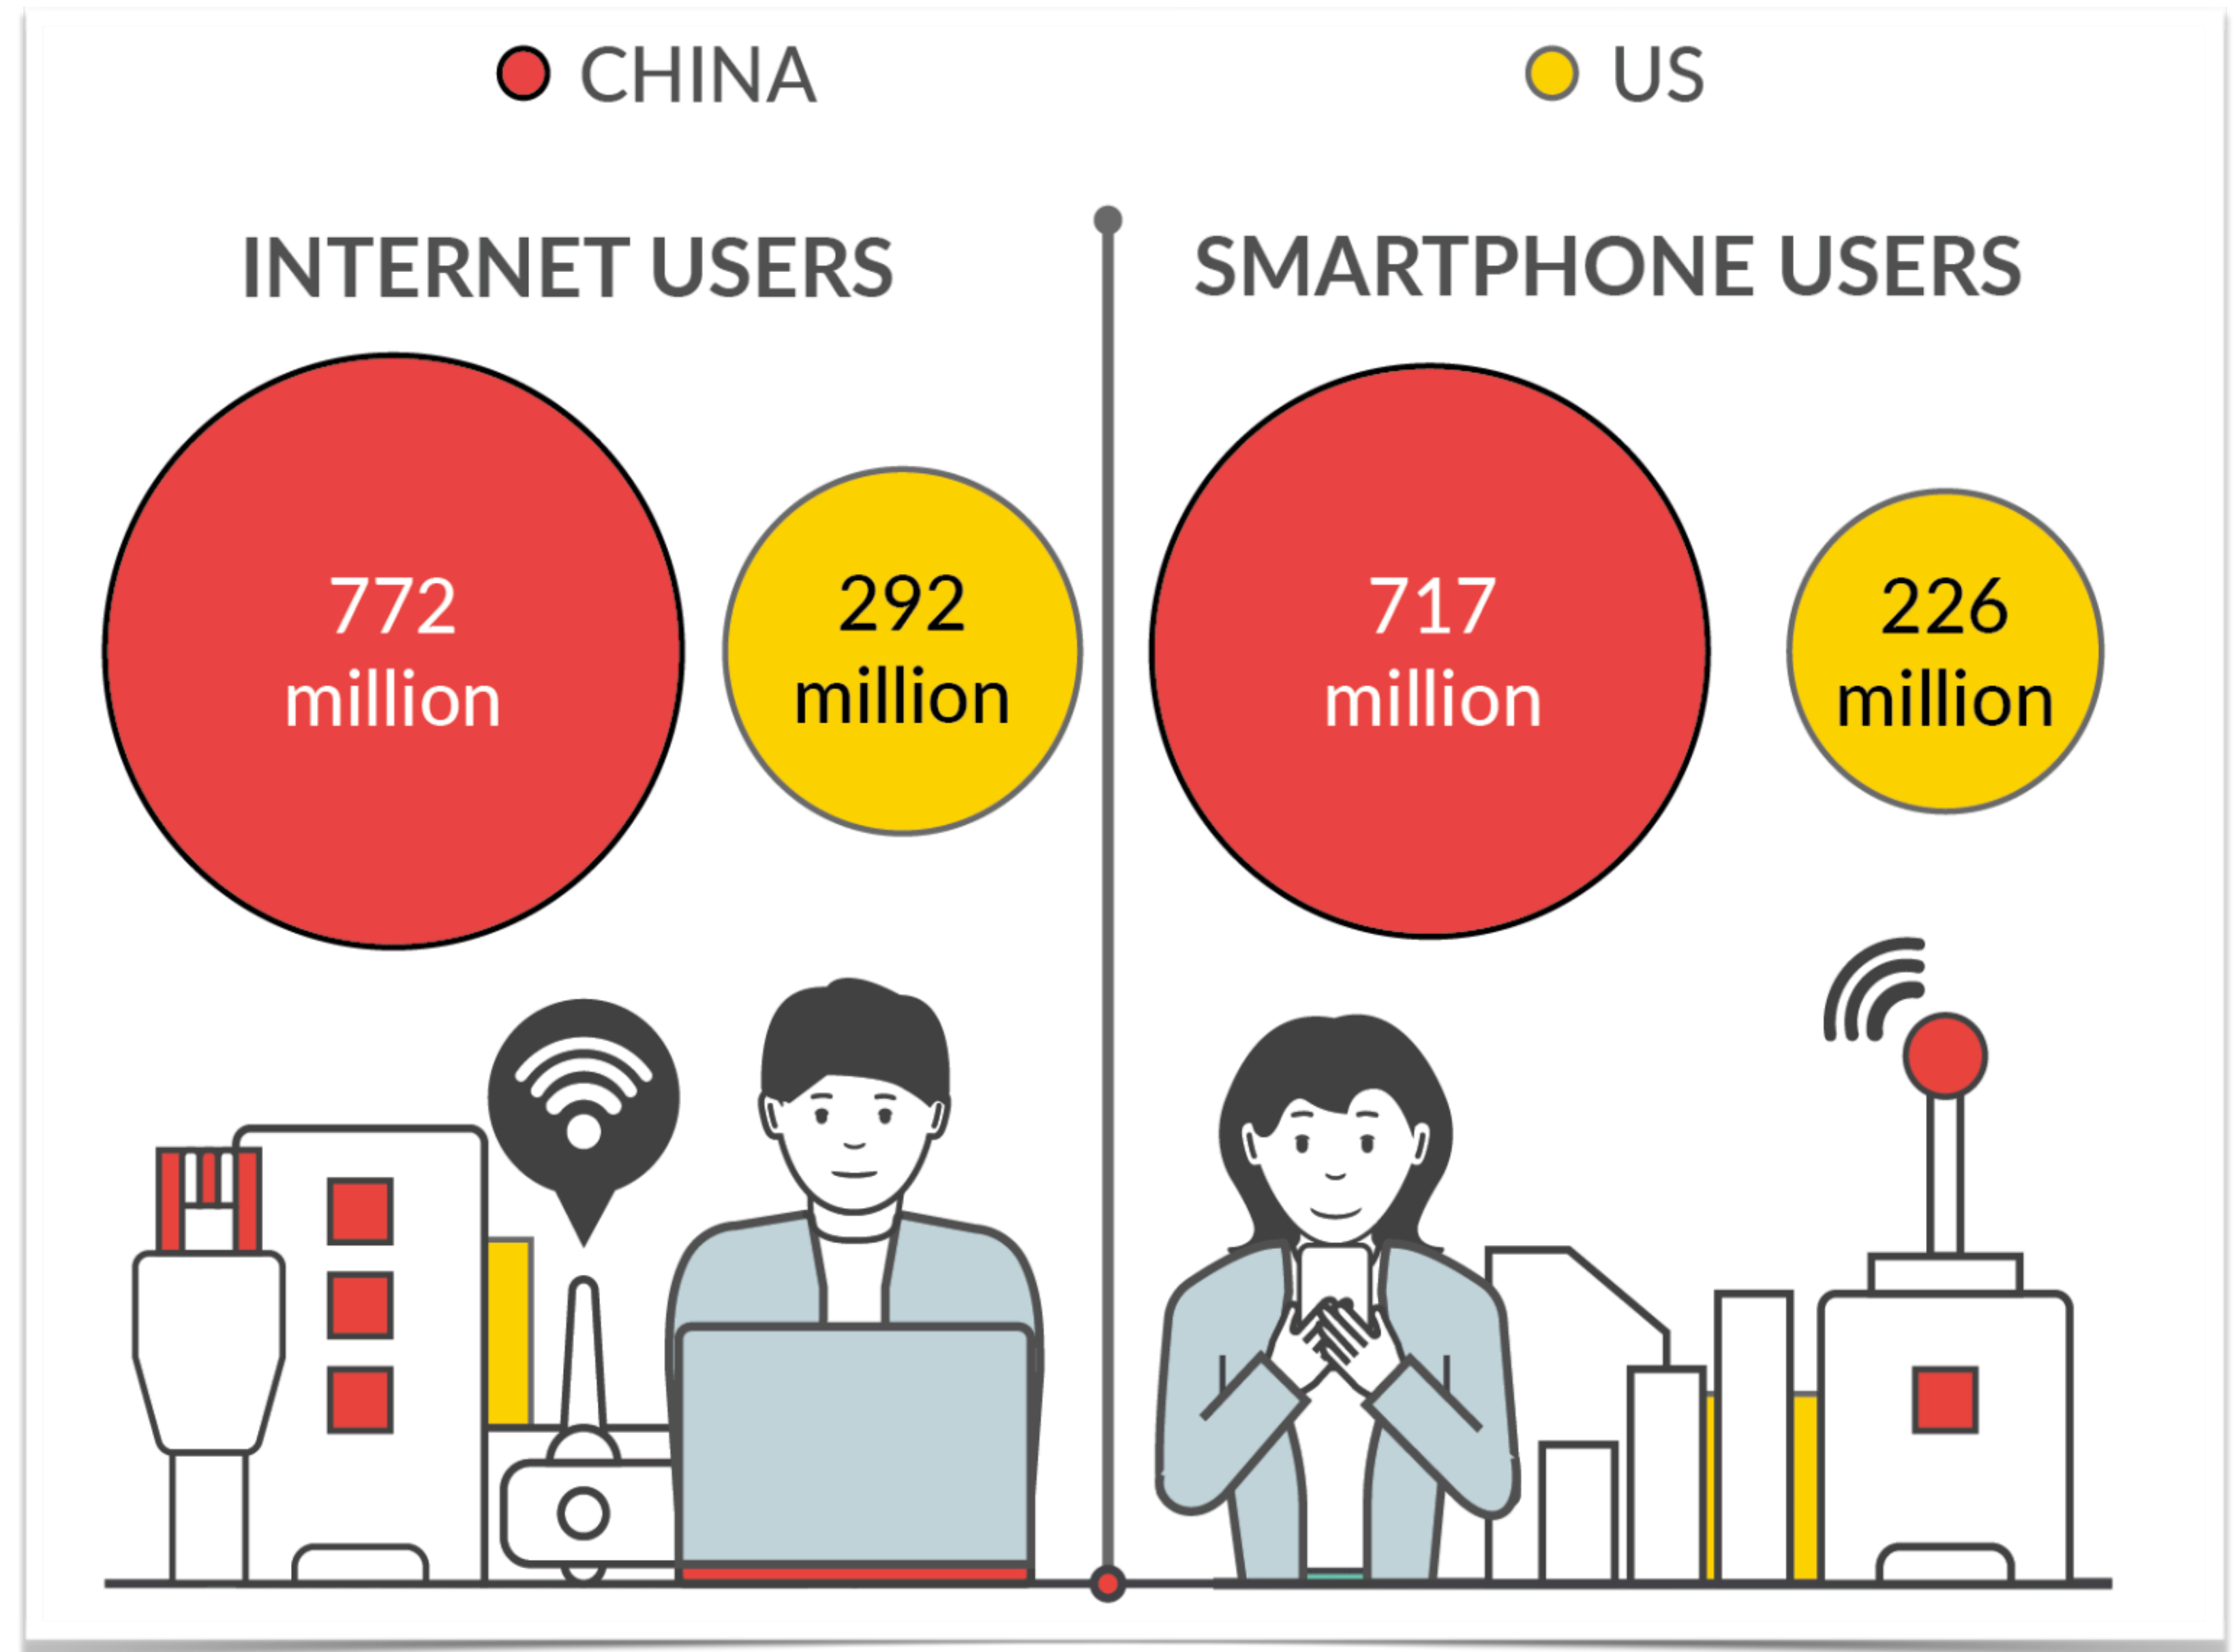 CHINA
US
INTERNET USERS
772
million
292
million
SMARTPHONE USERS
717
million
226
million